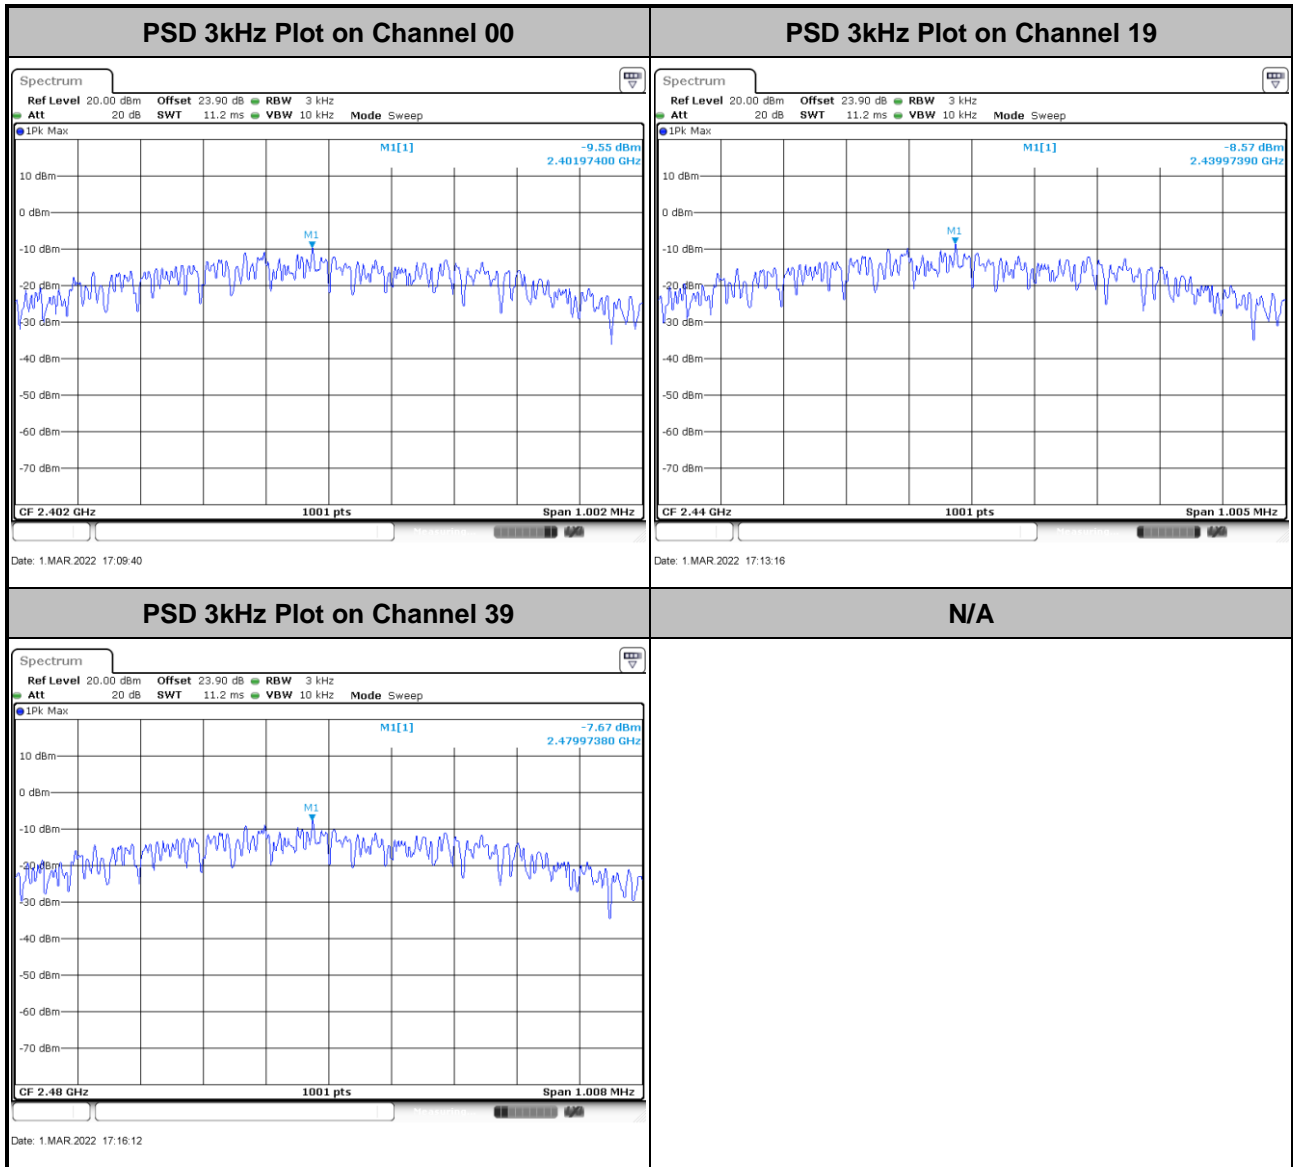 PSD 3kHz Plot on Channel 00
PSD 3kHz Plot on Channel 19
Spectrum
Ref Level 20.00 dBm Offset 23.90 dB RBW 3 kHz
Att 20 dB SWT 11.2 ms VBW 10 kHz Mode Sweep
1Pk Max
M1[1] -9.55 dBm
2.40197400 GHz
10 dBm
0 dBm
M1
-10 dBm
-20 dBm
-30 dBm
-40 dBm
-50 dBm
-60 dBm
-70 dBm
CF 2.402 GHz 1001 pts Span 1.002 MHz
Measuring...
Date: 1.MAR.2022 17:09:40
Spectrum
Ref Level 20.00 dBm Offset 23.90 dB RBW 3 kHz
Att 20 dB SWT 11.2 ms VBW 10 kHz Mode Sweep
1Pk Max
M1[1] -8.57 dBm
2.43997390 GHz
10 dBm
0 dBm
M1
-10 dBm
-20 dBm
-30 dBm
-40 dBm
-50 dBm
-60 dBm
-70 dBm
CF 2.44 GHz 1001 pts Span 1.005 MHz
Measuring...
Date: 1.MAR.2022 17:13:16
PSD 3kHz Plot on Channel 39
N/A
Spectrum
Ref Level 20.00 dBm Offset 23.90 dB RBW 3 kHz
Att 20 dB SWT 11.2 ms VBW 10 kHz Mode Sweep
1Pk Max
M1[1] -7.67 dBm
2.47997380 GHz
10 dBm
0 dBm
M1
-10 dBm
-20 dBm
-30 dBm
-40 dBm
-50 dBm
-60 dBm
-70 dBm
CF 2.48 GHz 1001 pts Span 1.008 MHz
Measuring...
Date: 1.MAR.2022 17:16:12